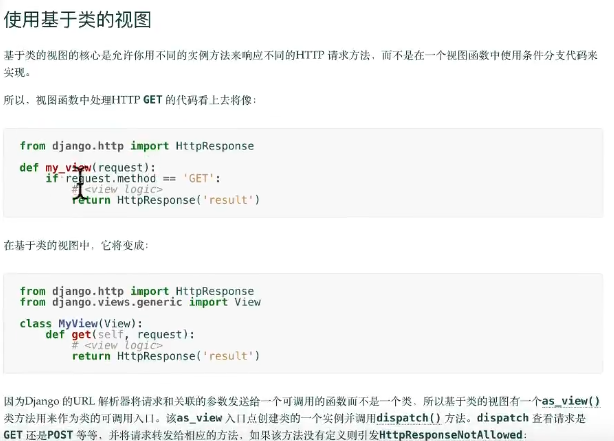 使用基于类的视图
基于类的视图的核心是允许你用不同的实例方法来响应不同的HTTP 请求方法，而不是在一个视图函数中使用条件分支代码来
实现。
所以，视图函数中处理HTTP GET 的代码看上去将像：
from django.http import HttpResponse
def my_view(request):
if request.method == 'GET':
# <view logic>
return HttpResponse('result')
在基于类的视图中，它将变成：
from django.http import HttpResponse
from django.views.generic import View
class MyView(View):
def get(self, request):
# <view logic>
return HttpResponse('result')
因为Django 的URL 解析器将请求和关联的参数发送给一个可调用的函数而不是一个类，所以基于类的视图有一个as_view()
类方法用来作为类的可调用入口。该as_view 入口点创建类的一个实例并调用dispatch() 方法。dispatch 查看请求是
GET 还是POST 等等，并将请求转发给相应的方法，如果该方法没有定义则引发HttpResponseNotAllowed：